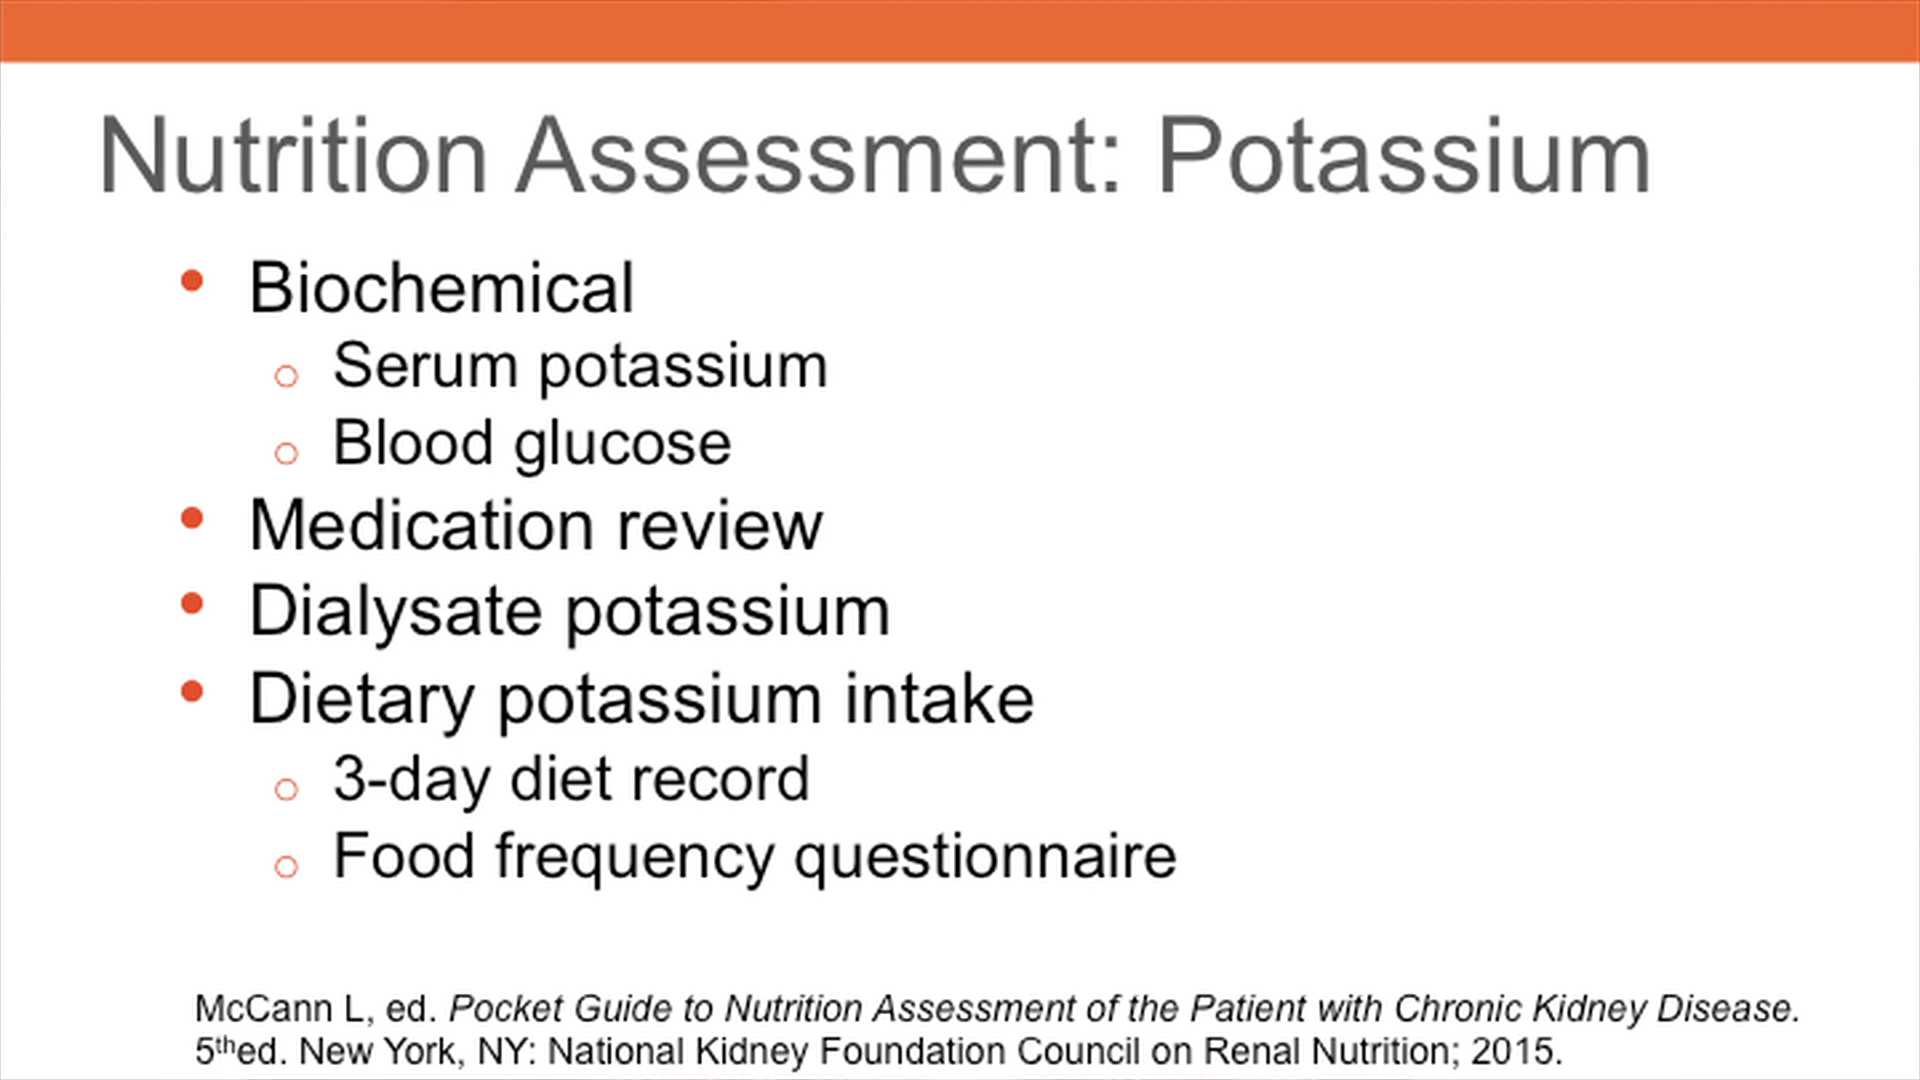 Nutrition Assessment: Potassium
• Biochemical
○ Serum potassium
○ Blood glucose
• Medication review
• Dialysate potassium
• Dietary potassium intake
○ 3-day diet record
○ Food frequency questionnaire
McCann L, ed. Pocket Guide to Nutrition Assessment of the Patient with Chronic Kidney Disease.
5thed. New York, NY: National Kidney Foundation Council on Renal Nutrition; 2015.